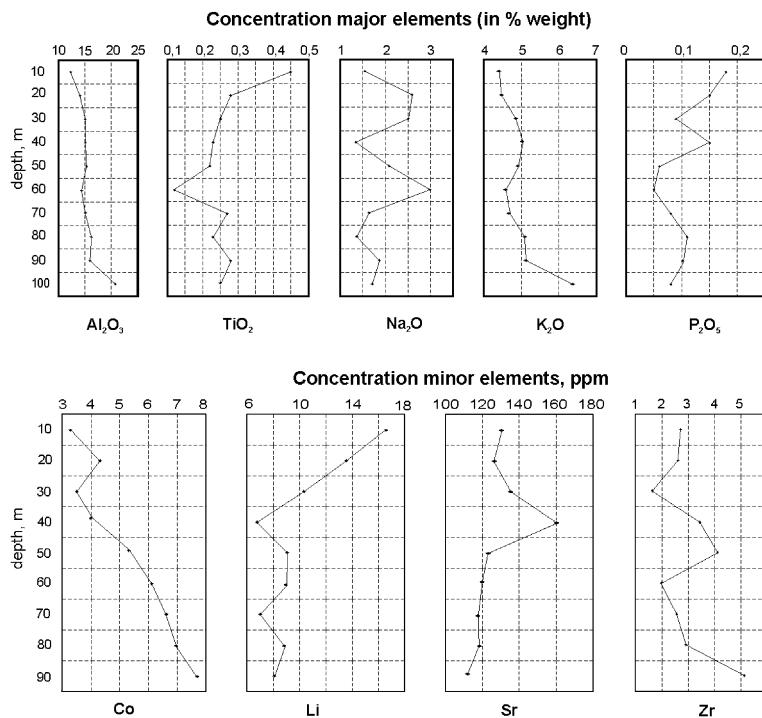 Concentration major elements (in % weight)
10 15 20 25
0,1 0,2 0,3 0,4 0,5
1 2 3
4 5 6 7
0 0,1 0,2
depth, m
10
20
30
40
50
60
70
80
90
100
Al₂O₃
TiO₂
Na₂O
K₂O
P₂O₅
Concentration minor elements, ppm
3 4 5 6 7 8
6 10 14 18
100 120 140 160 180
1 2 3 4 5
depth, m
10
20
30
40
50
60
70
80
90
Co
Li
Sr
Zr